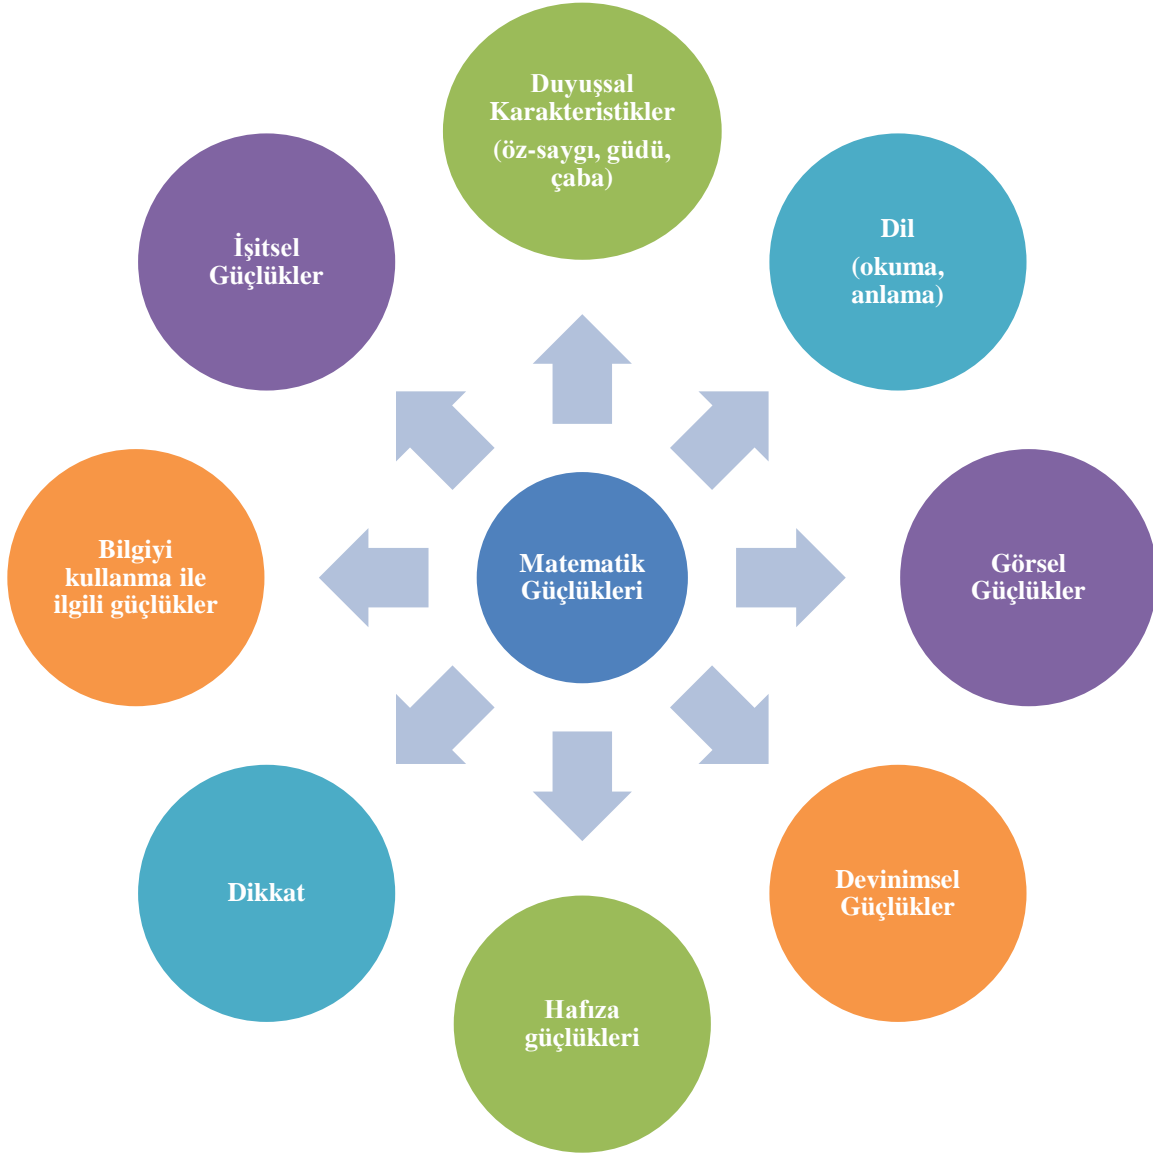 Duyuşsal
Karakteristikler
(öz-saygı, güdü,
çaba)
Dil
(okuma,
anlama)
Görsel
Güçlükler
Devinimsel
Güçlükler
Hafıza
güçlükleri
Dikkat
Bilgiyi
kullanma ile
ilgili güçlükler
İşitsel
Güçlükler
Matematik
Güçlükleri